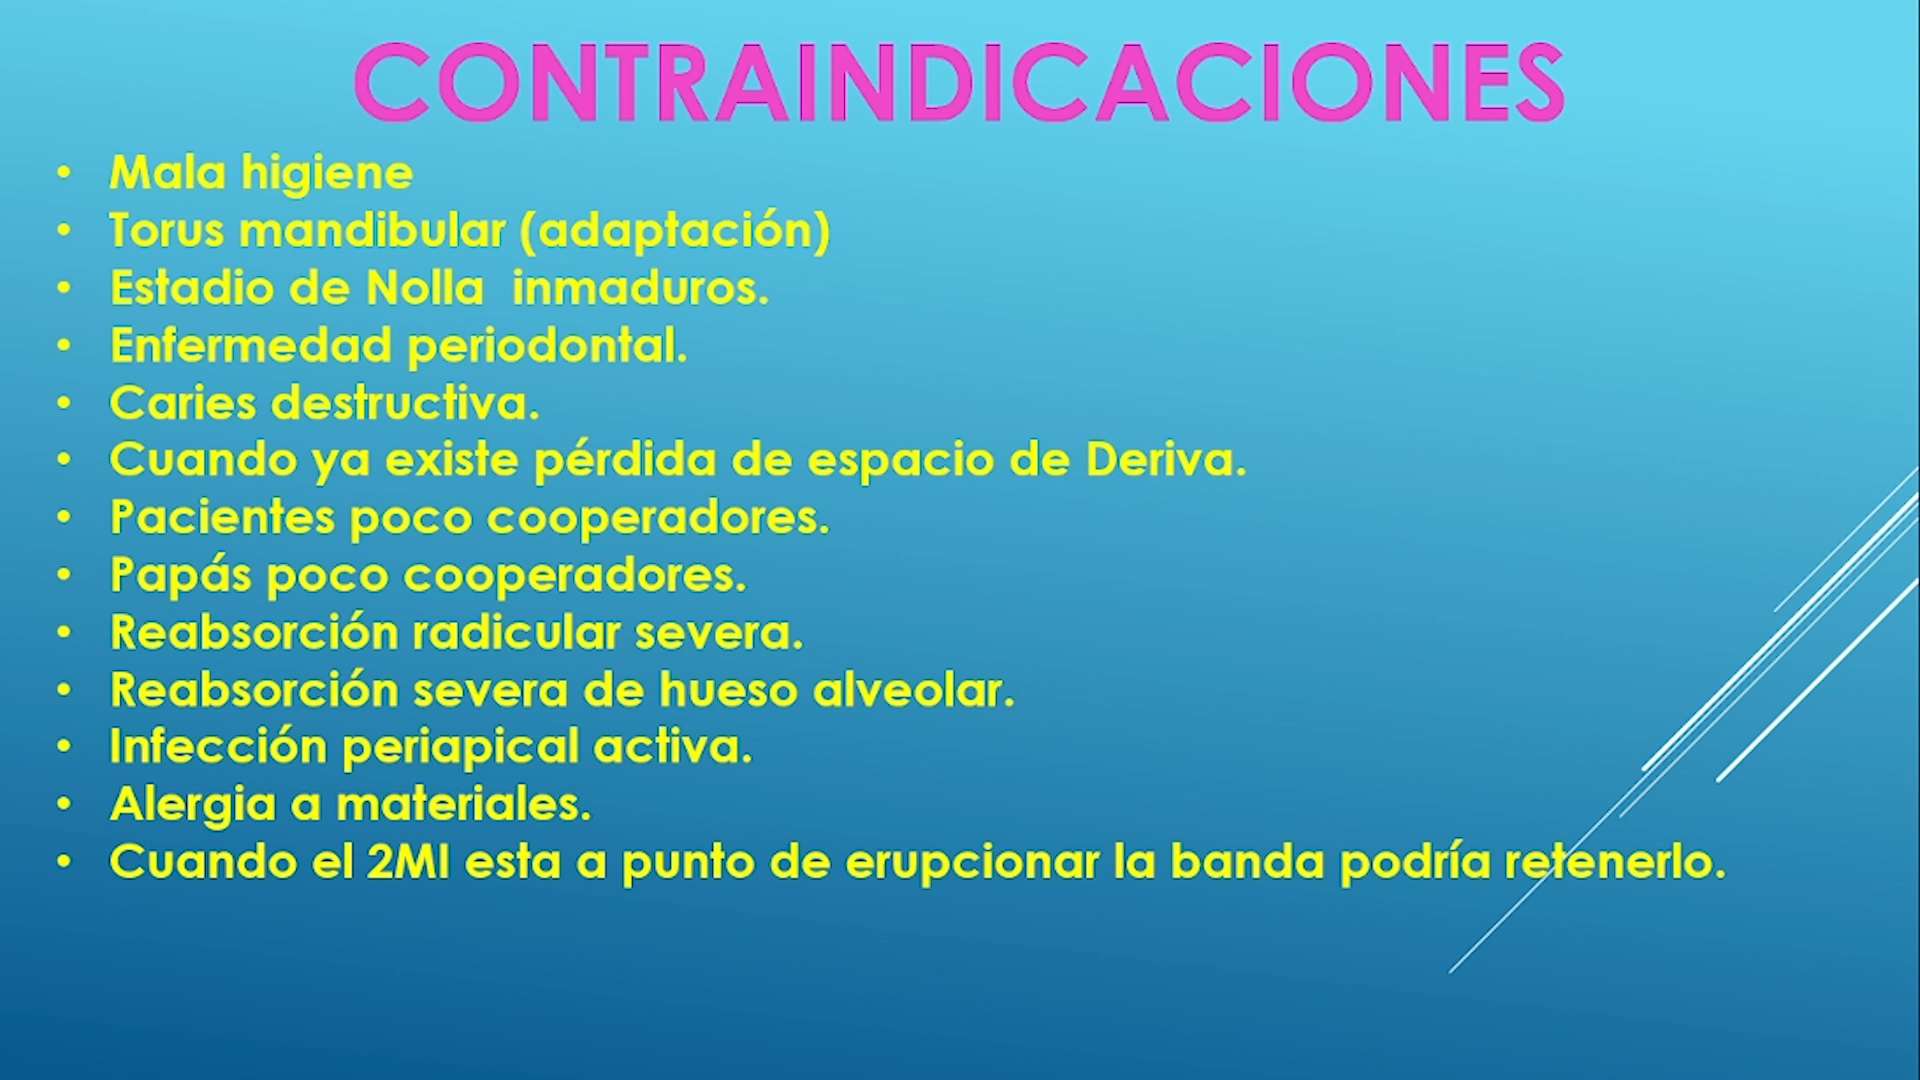 CONTRAINDICACIONES
• Mala higiene
• Torus mandibular (adaptación)
• Estadio de Nolla  inmaduros.
• Enfermedad periodontal.
• Caries destructiva.
• Cuando ya existe pérdida de espacio de Deriva.
• Pacientes poco cooperadores.
• Papás poco cooperadores.
• Reabsorción radicular severa.
• Reabsorción severa de hueso alveolar.
• Infección periapical activa.
• Alergia a materiales.
• Cuando el 2MI esta a punto de erupcionar la banda podría retenerlo.